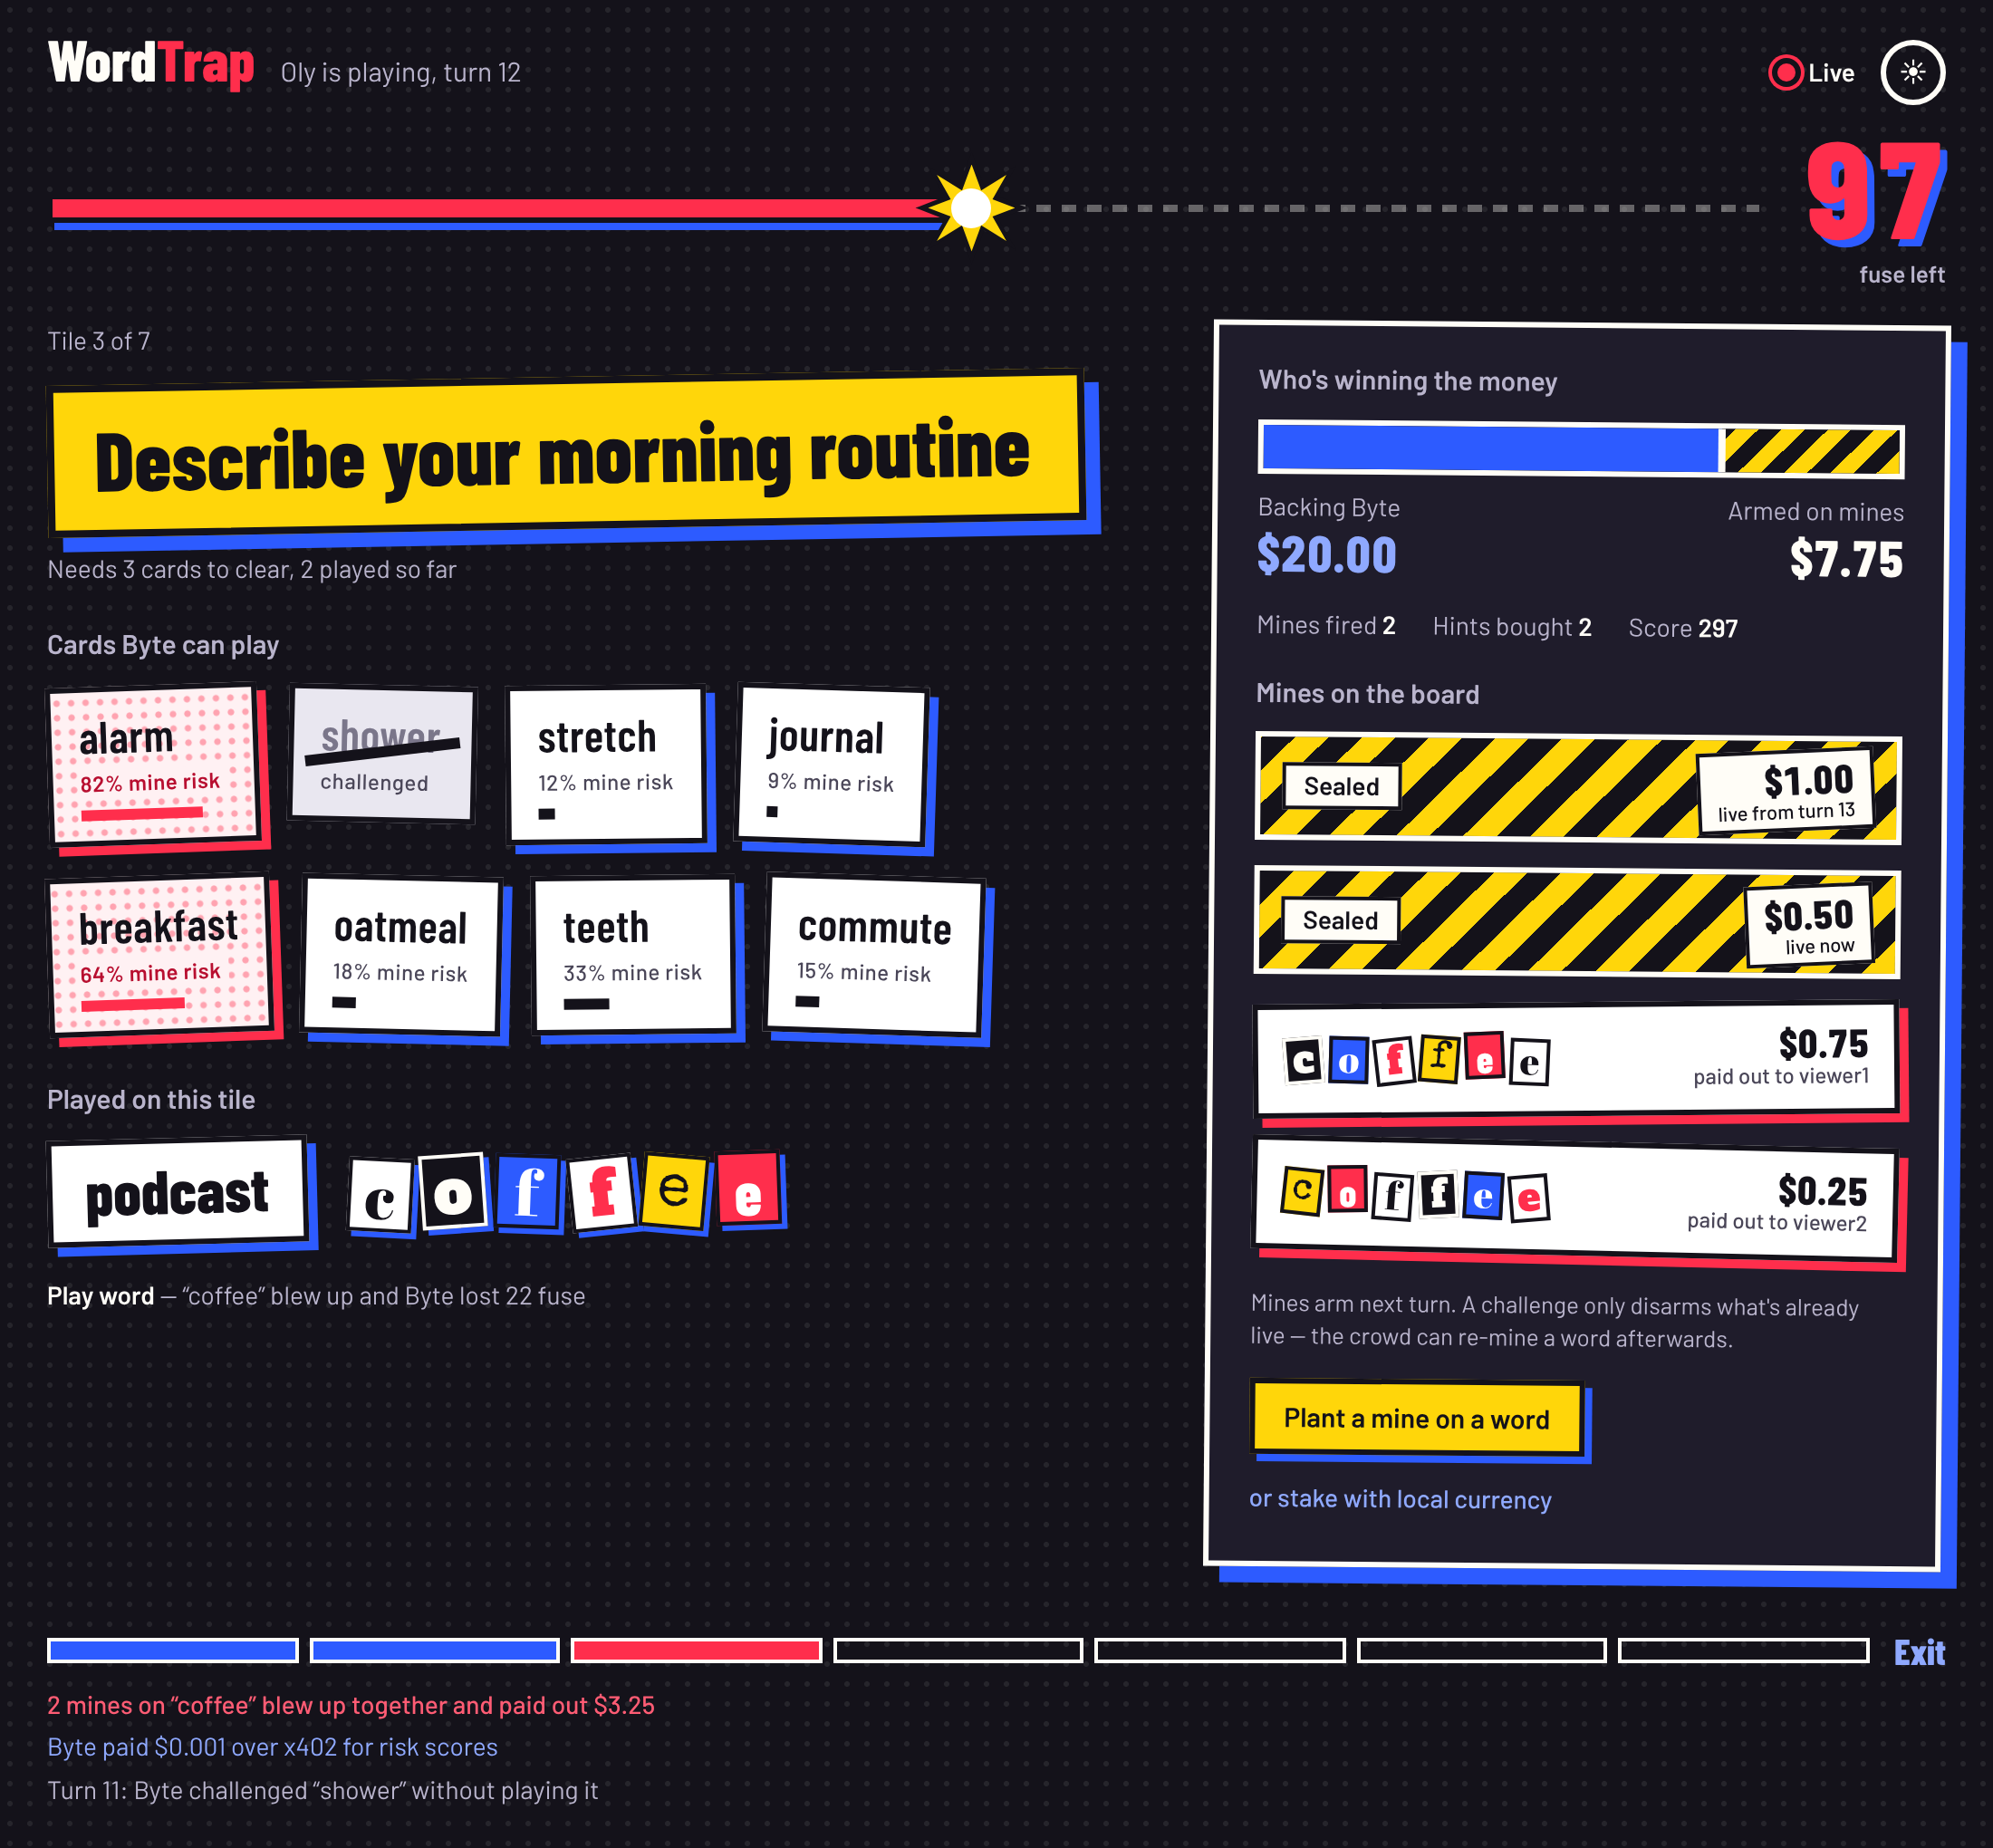 WordTrap
Oly is playing, turn 12
Live
97
fuse left
Tile 3 of 7
Describe your morning routine
Needs 3 cards to clear, 2 played so far
Cards Byte can play
alarm
82% mine risk
shower
challenged
stretch
12% mine risk
journal
9% mine risk
breakfast
64% mine risk
oatmeal
18% mine risk
teeth
33% mine risk
commute
15% mine risk
Played on this tile
podcast
coffee
Play word — “coffee” blew up and Byte lost 22 fuse
Who's winning the money
Backing Byte
$20.00
Armed on mines
$7.75
Mines fired 2
Hints bought 2
Score 297
Mines on the board
Sealed
$1.00
live from turn 13
Sealed
$0.50
live now
coffee
$0.75
paid out to viewer1
coffee
$0.25
paid out to viewer2
Mines arm next turn. A challenge only disarms what's already
live — the crowd can re-mine a word afterwards.
Plant a mine on a word
or stake with local currency
Exit
2 mines on “coffee” blew up together and paid out $3.25
Byte paid $0.001 over x402 for risk scores
Turn 11: Byte challenged “shower” without playing it